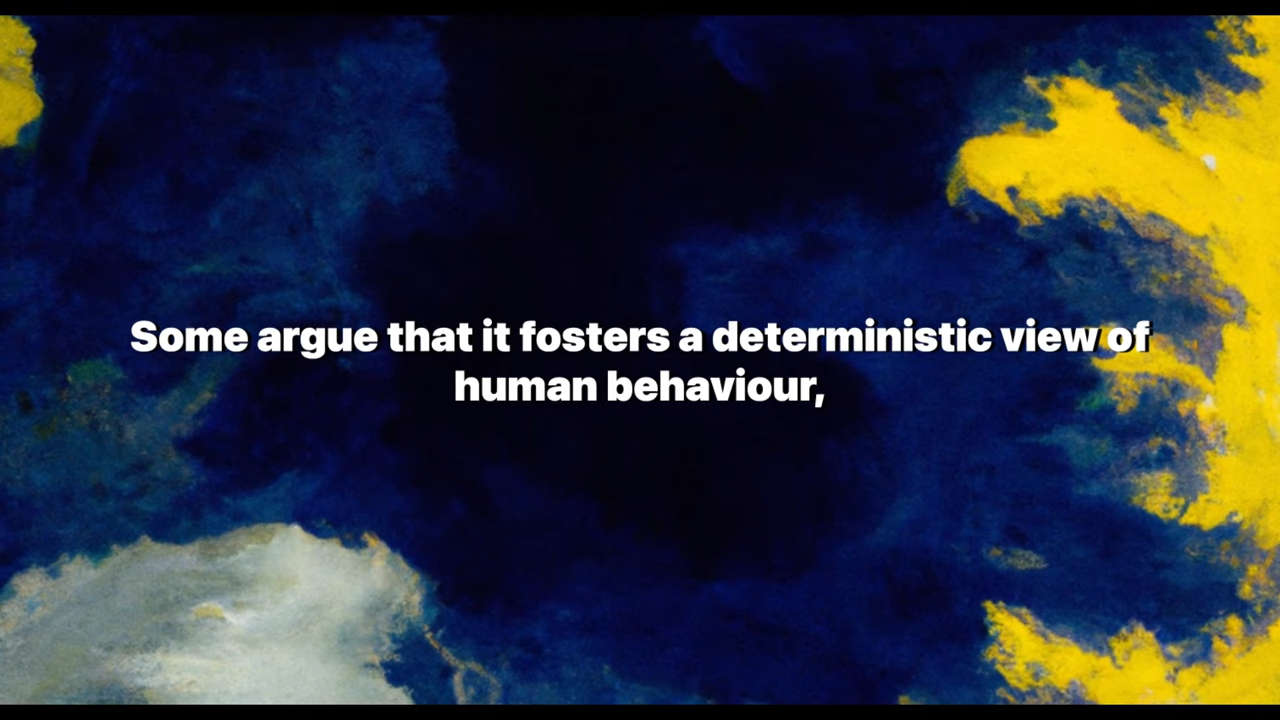 Some argue that it fosters a deterministic view of
human behaviour,